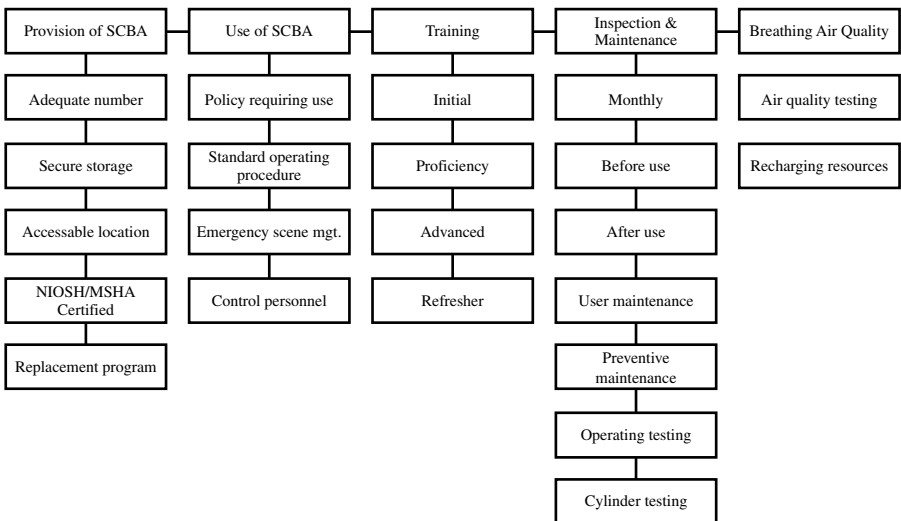 Provision of SCBA
Adequate number
Secure storage
Accessable location
NIOSH/MSHA
Certified
Replacement program
Use of SCBA
Policy requiring use
Standard operating
procedure
Emergency scene mgt.
Control personnel
Training
Initial
Proficiency
Advanced
Refresher
Inspection &
Maintenance
Monthly
Before use
After use
User maintenance
Preventive
maintenance
Operating testing
Cylinder testing
Breathing Air Quality
Air quality testing
Recharging resources